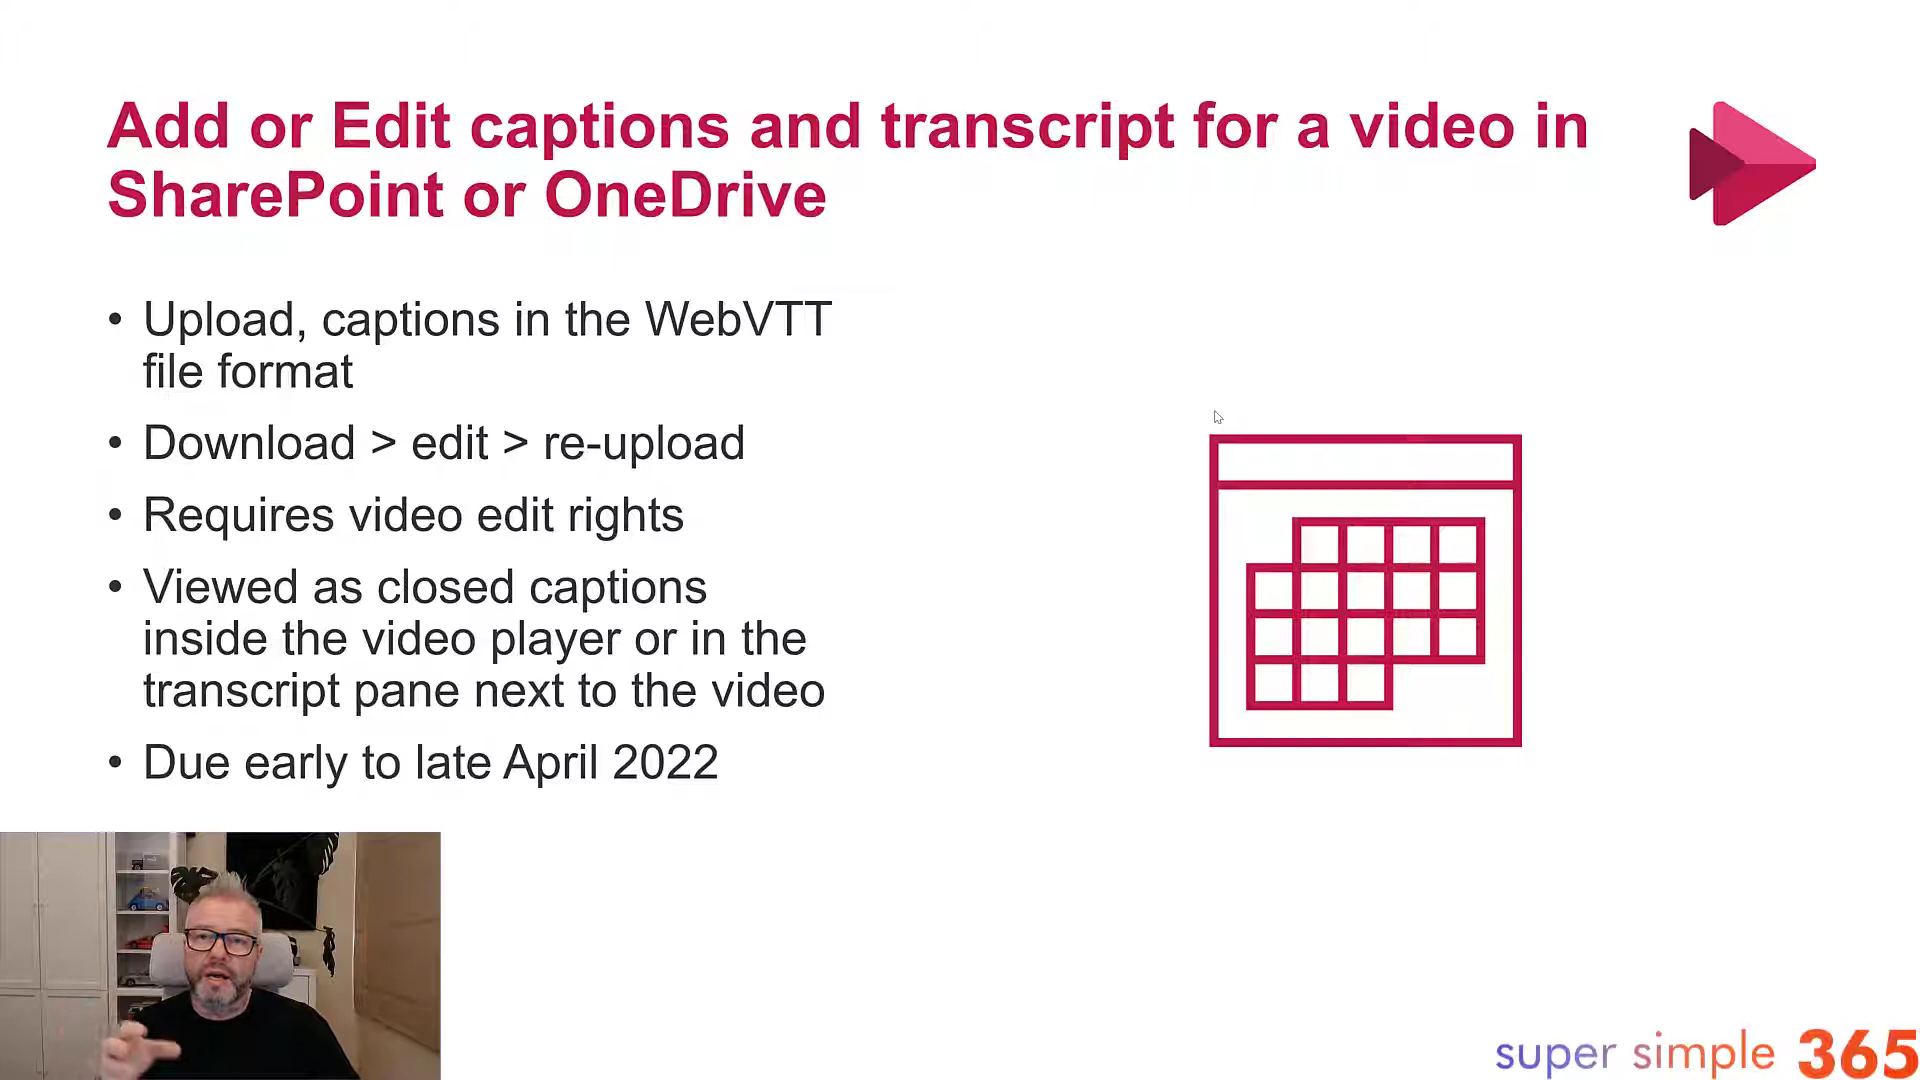 Add or Edit captions and transcript for a video in
SharePoint or OneDrive
• Upload, captions in the WebVTT
file format
• Download > edit > re-upload
• Requires video edit rights
• Viewed as closed captions
inside the video player or in the
transcript pane next to the video
• Due early to late April 2022
super simple 365